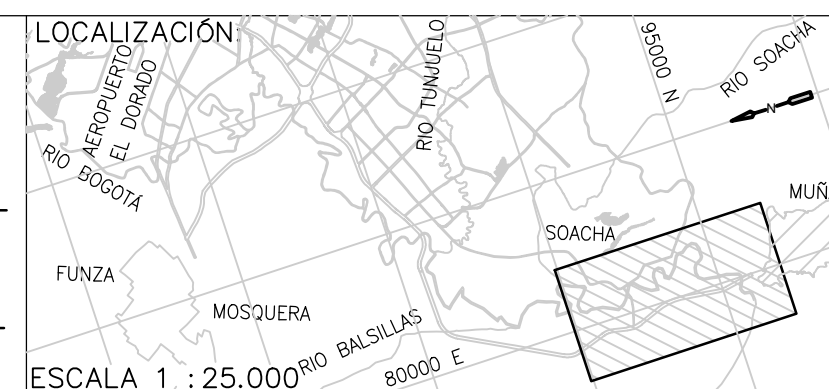 LOCALIZACIÓN:
AEROPUERTO
EL DORADO
RIO TUNJUELO
95000 N
RIO SOACHA
N
RIO BOGOTA
MUÑ
SOACHA
FUNZA
MOSQUERA
RIO BALSILLAS
80000 E
ESCALA 1 :25.000